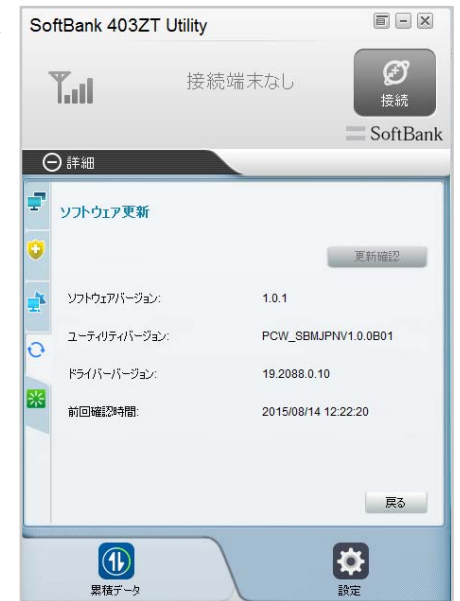 SoftBank 403ZT Utility
接続端末なし
接続
SoftBank
詳細
ソフトウェア更新
更新確認
ソフトウェアバージョン: 1.0.1
ユーティリティバージョン: PCW_SBMJPNV1.0.0B01
ドライバーバージョン: 19.2088.0.10
前回確認時間: 2015/08/14 12:22:20
戻る
累積データ
設定